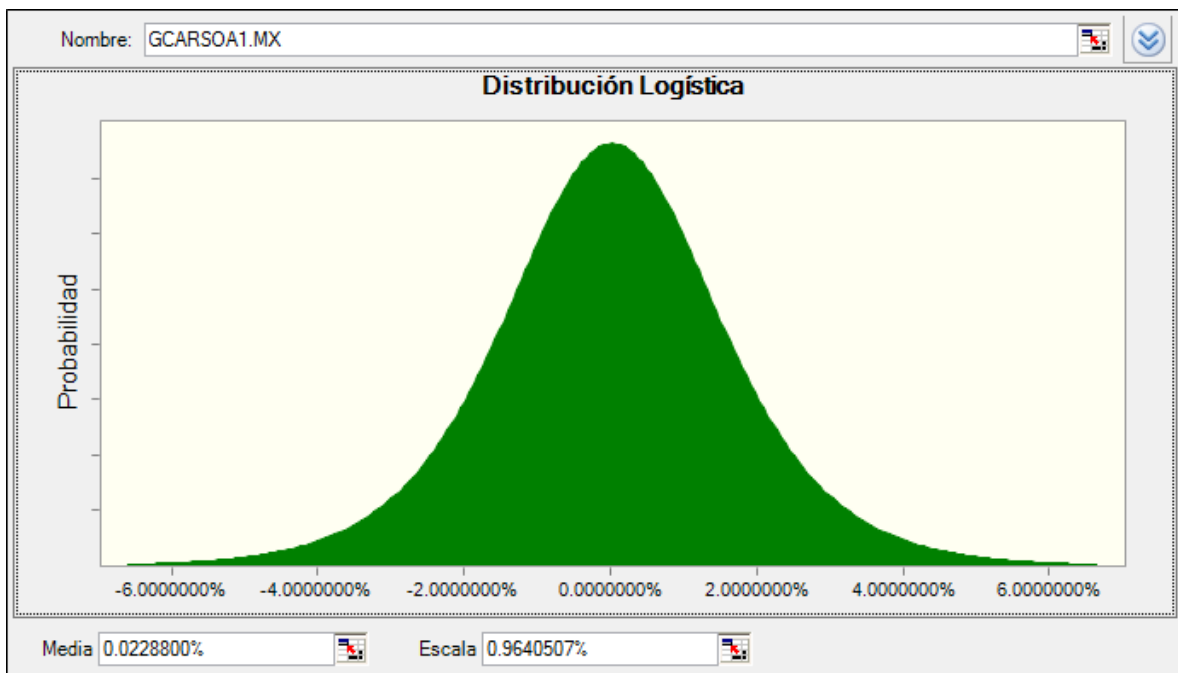 Nombre: GCARSOA1.MX
Distribución Logística
Probabilidad
-6.0000000% -4.0000000% -2.0000000% 0.0000000% 2.0000000% 4.0000000% 6.0000000%
Media 0.0228800% Escala 0.9640507%